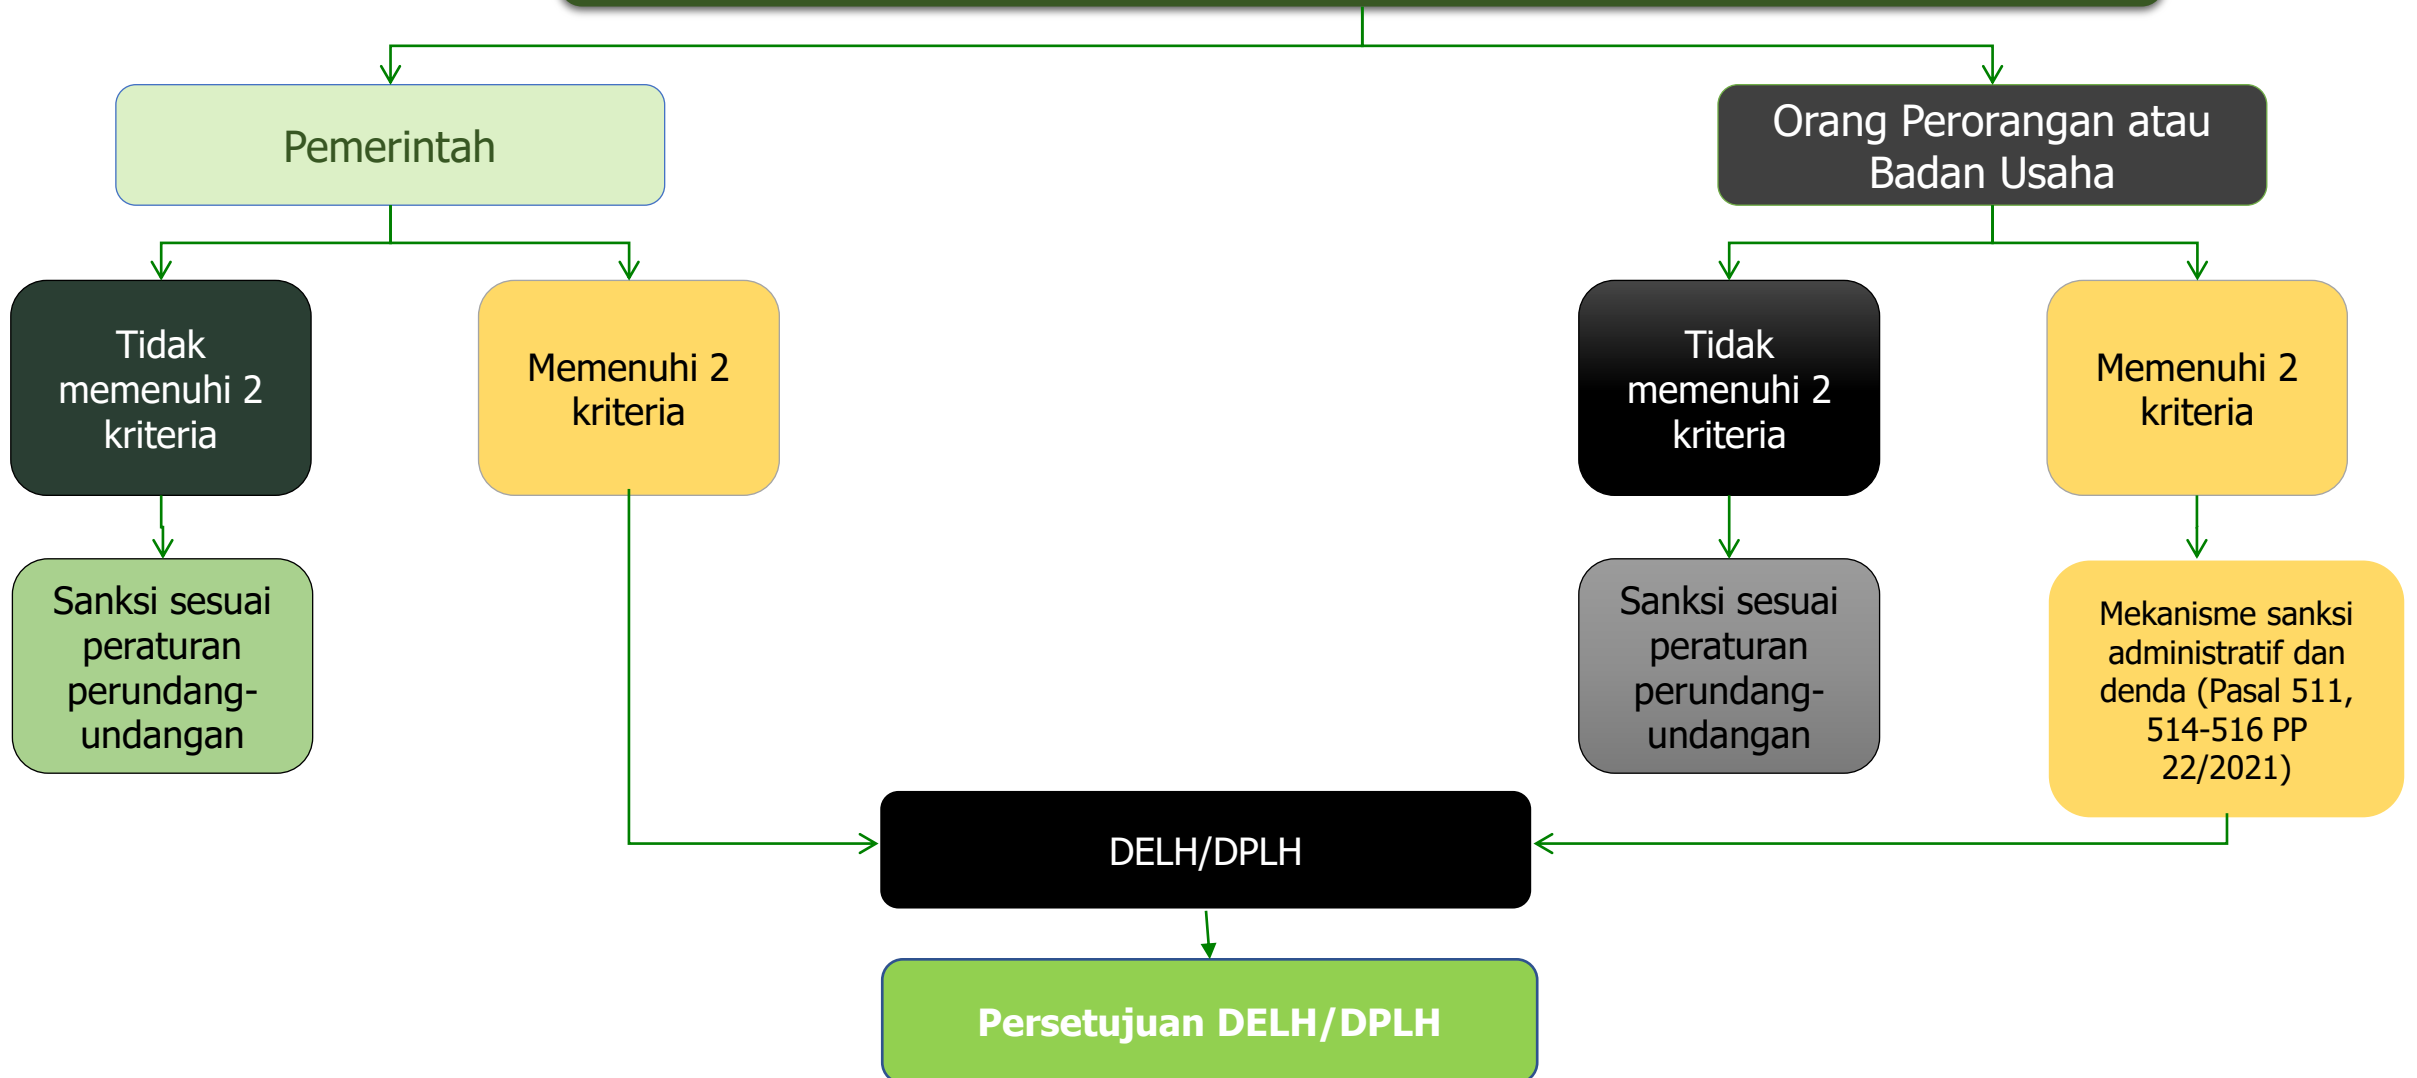 Pemerintah
Orang Perorangan atau
Badan Usaha
Tidak
memenuhi 2
kriteria
Memenuhi 2
kriteria
Tidak
memenuhi 2
kriteria
Memenuhi 2
kriteria
Sanksi sesuai
peraturan
perundang-
undangan
Sanksi sesuai
peraturan
perundang-
undangan
Mekanisme sanksi
administratif dan
denda (Pasal 511,
514-516 PP
22/2021)
DELH/DPLH
Persetujuan DELH/DPLH